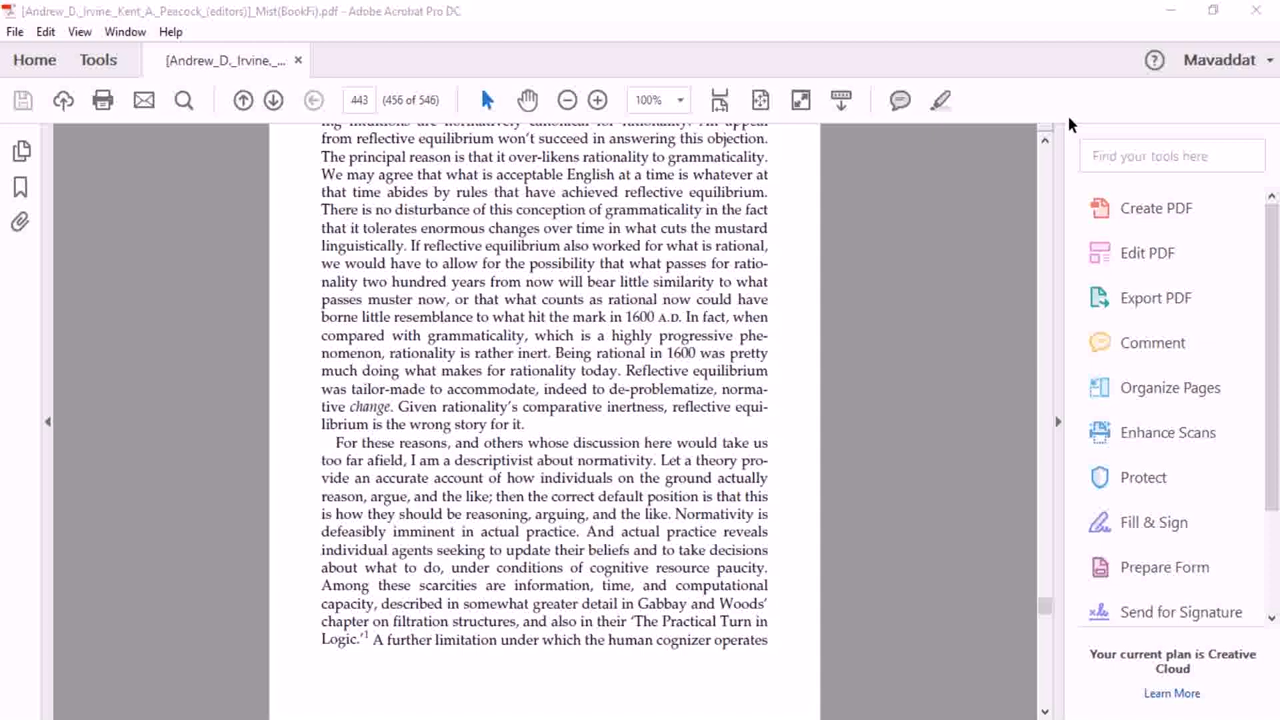 [Andrew_D._Irvine,_Kent_A._Peacock_(editors)]_Mist(BookFi).pdf - Adobe Acrobat Pro DC
File Edit View Window Help
Home Tools [Andrew_D._Irvine,_... × Mavaddat
443 (456 of 546) 100%
from reflective equilibrium won't succeed in answering this objection.
The principal reason is that it over-likens rationality to grammaticality.
We may agree that what is acceptable English at a time is whatever at
that time abides by rules that have achieved reflective equilibrium.
There is no disturbance of this conception of grammaticality in the fact
that it tolerates enormous changes over time in what cuts the mustard
linguistically. If reflective equilibrium also worked for what is rational,
we would have to allow for the possibility that what passes for ratio-
nality two hundred years from now will bear little similarity to what
passes muster now, or that what counts as rational now could have
borne little resemblance to what hit the mark in 1600 A.D. In fact, when
compared with grammaticality, which is a highly progressive phe-
nomenon, rationality is rather inert. Being rational in 1600 was pretty
much doing what makes for rationality today. Reflective equilibrium
was tailor-made to accommodate, indeed to de-problematize, norma-
tive change. Given rationality's comparative inertness, reflective equi-
librium is the wrong story for it.
For these reasons, and others whose discussion here would take us
too far afield, I am a descriptivist about normativity. Let a theory pro-
vide an accurate account of how individuals on the ground actually
reason, argue, and the like; then the correct default position is that this
is how they should be reasoning, arguing, and the like. Normativity is
defeasibly imminent in actual practice. And actual practice reveals
individual agents seeking to update their beliefs and to take decisions
about what to do, under conditions of cognitive resource paucity.
Among these scarcities are information, time, and computational
capacity, described in somewhat greater detail in Gabbay and Woods'
chapter on filtration structures, and also in their 'The Practical Turn in
Logic.'1 A further limitation under which the human cognizer operates
Find your tools here
Create PDF
Edit PDF
Export PDF
Comment
Organize Pages
Enhance Scans
Protect
Fill & Sign
Prepare Form
Send for Signature
Your current plan is Creative
Cloud
Learn More